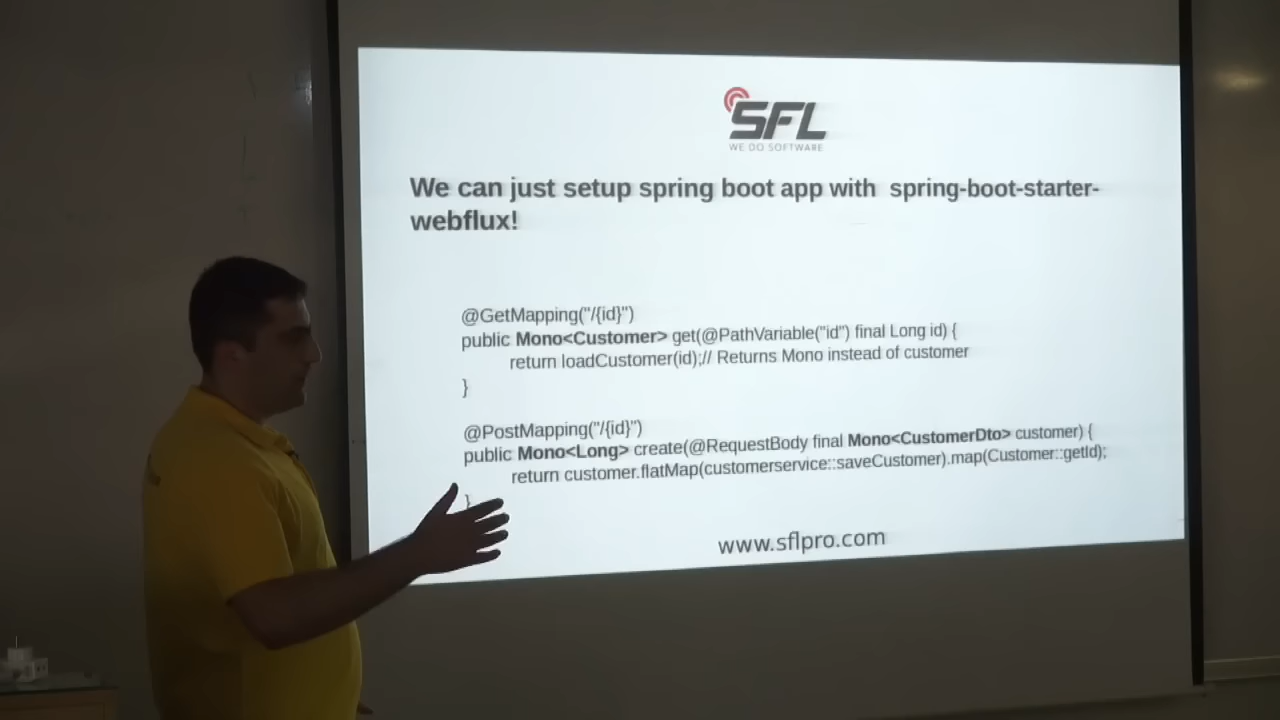 SFL
WE DO SOFTWARE
We can just setup spring boot app with spring-boot-starter-
webflux!
@GetMapping("/{id}")
public Mono<Customer> get(@PathVariable("id") final Long id) {
return loadCustomer(id);// Returns Mono instead of customer
}
@PostMapping("/{id}")
public Mono<Long> create(@RequestBody final Mono<CustomerDto> customer) {
return customer.flatMap(customerservice::saveCustomer).map(Customer::getId);
}
www.sflpro.com